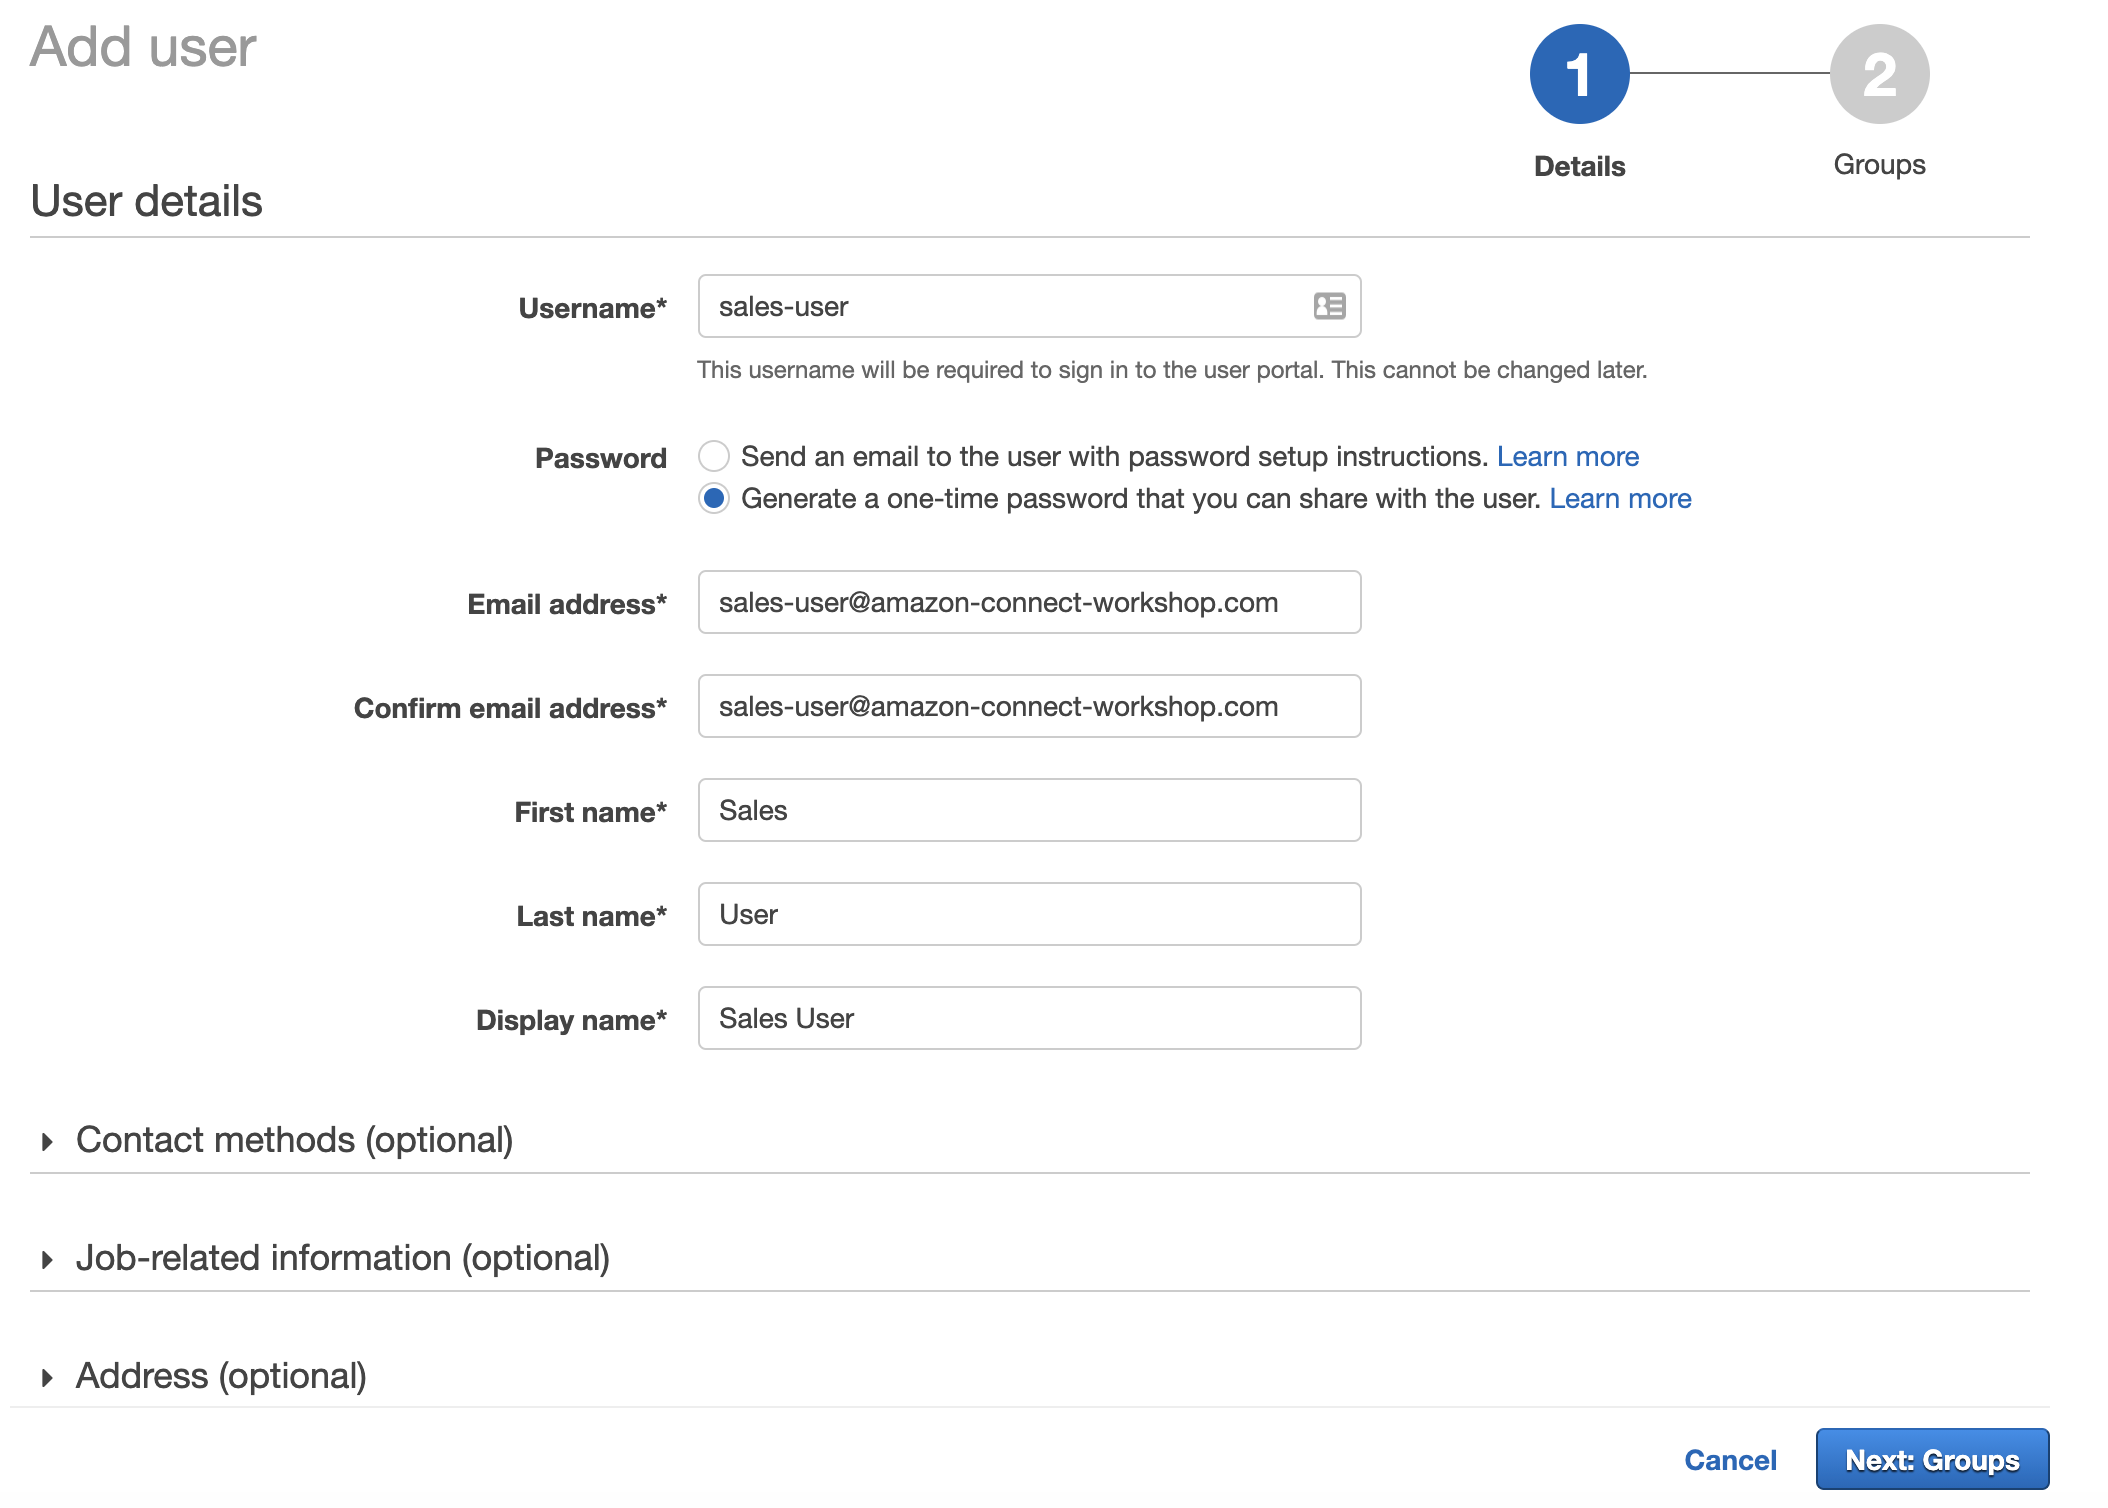 Add user
1
2
Details
Groups
User details
Username*
sales-user
This username will be required to sign in to the user portal. This cannot be changed later.
Password
Send an email to the user with password setup instructions. Learn more
Generate a one-time password that you can share with the user. Learn more
Email address*
sales-user@amazon-connect-workshop.com
Confirm email address*
sales-user@amazon-connect-workshop.com
First name*
Sales
Last name*
User
Display name*
Sales User
Contact methods (optional)
Job-related information (optional)
Address (optional)
Cancel
Next: Groups